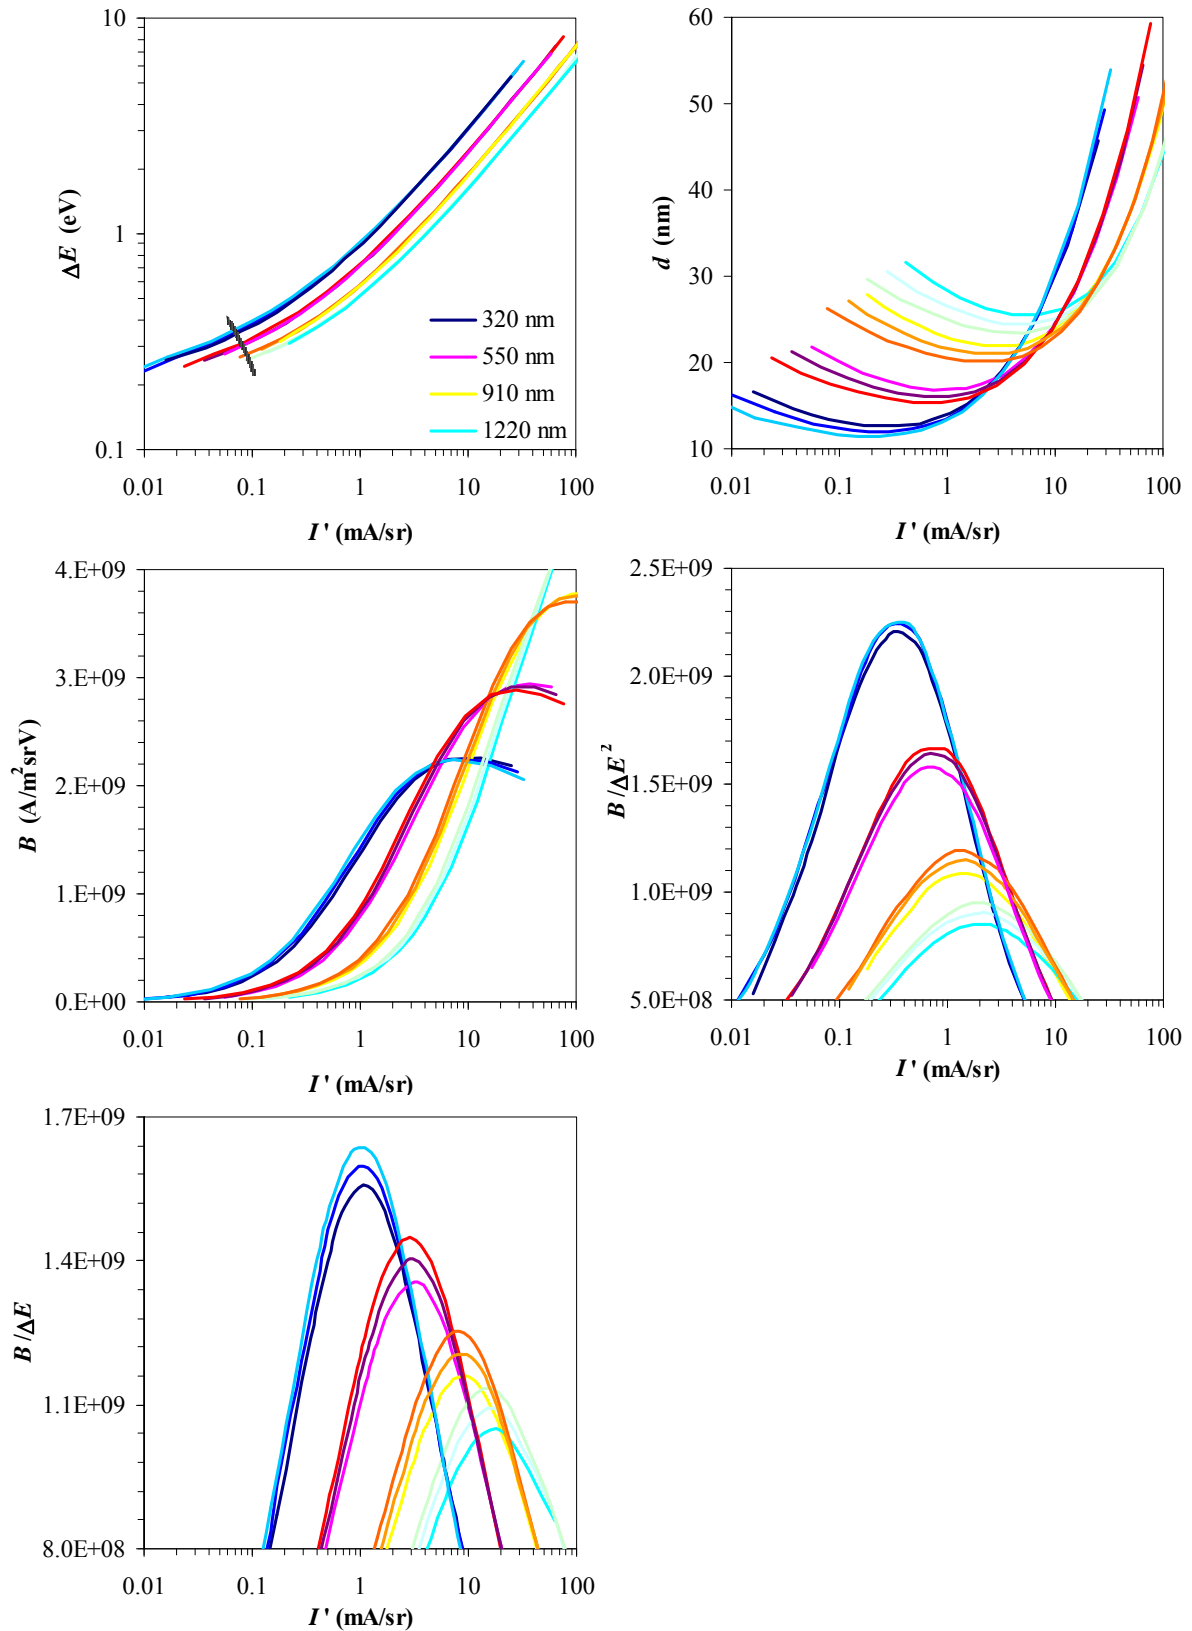 10
1
0.1
ΔE (eV)
0.01 0.1 1 10 100
I ' (mA/sr)
320 nm
550 nm
910 nm
1220 nm
60
50
40
30
20
10
d (nm)
0.01 0.1 1 10 100
I ' (mA/sr)
4.E+09
3.E+09
2.E+09
1.E+09
0.E+00
B (A/m²srV)
0.01 0.1 1 10 100
I ' (mA/sr)
2.5E+09
2.0E+09
1.5E+09
1.0E+09
5.0E+08
B/ΔE²
0.01 0.1 1 10 100
I ' (mA/sr)
1.7E+09
1.4E+09
1.1E+09
8.0E+08
B/ΔE
0.01 0.1 1 10 100
I ' (mA/sr)